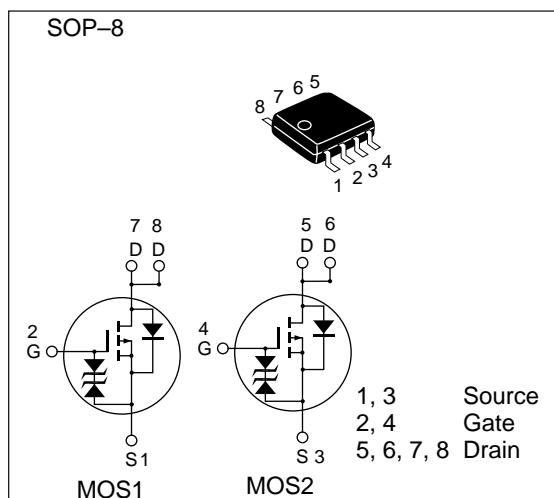 SOP–8
8 7 6 5
1 2 3 4
7 8 5 6
D D D D
2 4
G G
1, 3 Source
2, 4 Gate
S 1 S 3 5, 6, 7, 8 Drain
MOS1 MOS2